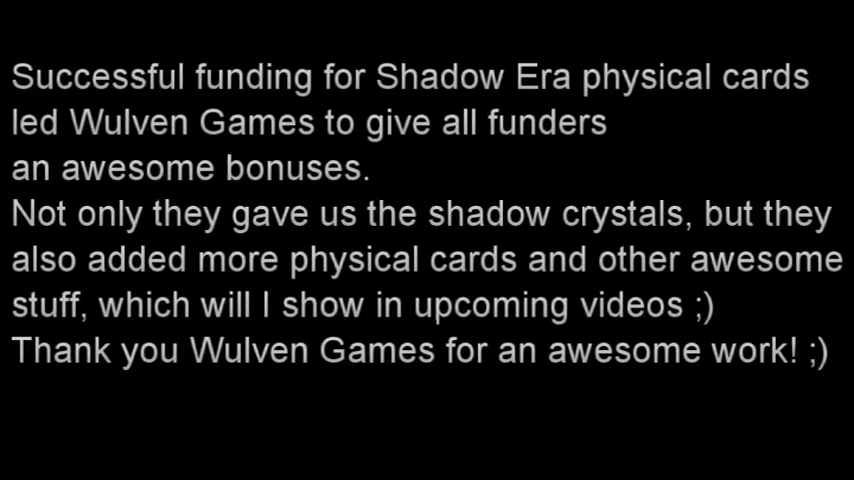 Successful funding for Shadow Era physical cards
led Wulven Games to give all funders
an awesome bonuses.
Not only they gave us the shadow crystals, but they
also added more physical cards and other awesome
stuff, which will I show in upcoming videos ;)
Thank you Wulven Games for an awesome work! ;)